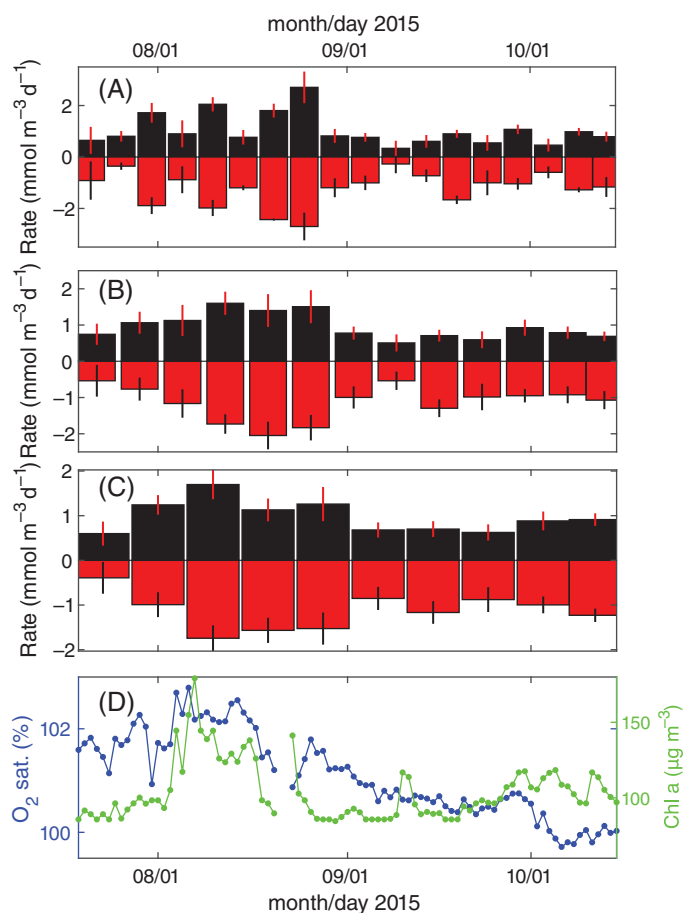 month/day 2015
08/01 09/01 10/01
(A)
2
0
−2
Rate (mmol m⁻³ d⁻¹)
(B)
2
1
0
−1
−2
Rate (mmol m⁻³ d⁻¹)
(C)
2
1
0
−1
−2
Rate (mmol m⁻³ d⁻¹)
(D)
102
100
O₂ sat. (%)
150
100
Chl a (µg m⁻³)
08/01 09/01 10/01
month/day 2015